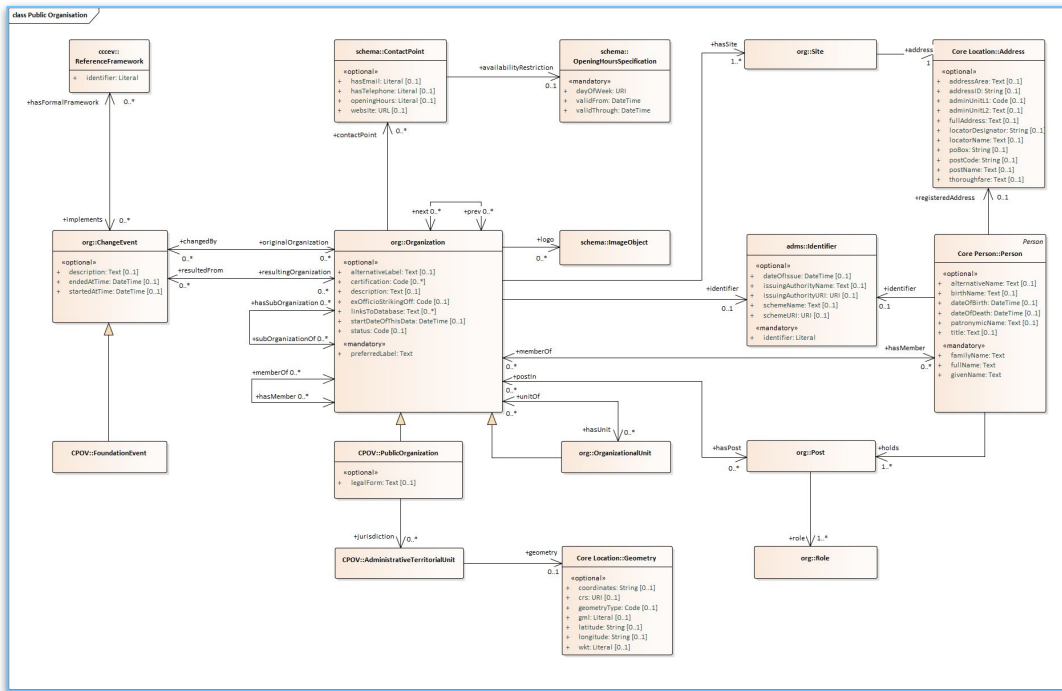 class Public Organisation
cccev::
ReferenceFramework
+ identifier: Literal
+hasFormalFramework 0..*
+implements 0..*
schema::ContactPoint
«optional»
+ hasEmail: Literal [0..1]
+ hasTelephone: Literal [0..1]
+ openingHours: Literal [0..1]
+ website: URL [0..1]
+availabilityRestriction
0..1
+contactPoint 0..*
schema::
OpeningHoursSpecification
«mandatory»
+ dayOfWeek: URI
+ validFrom: DateTime
+ validThrough: DateTime
+hasSite
1..*
org::Site
+address
1
Core Location::Address
«optional»
+ addressArea: Text [0..1]
+ addressID: String [0..1]
+ adminUnitL1: Code [0..1]
+ adminUnitL2: Text [0..1]
+ fullAddress: Text [0..1]
+ locatorDesignator: String [0..1]
+ locatorName: Text [0..1]
+ poBox: String [0..1]
+ postCode: String [0..1]
+ postName: Text [0..1]
+ thoroughfare: Text [0..1]
+registeredAddress 0..1
org::ChangeEvent
«optional»
+ description: Text [0..1]
+ endedAtTime: DateTime [0..1]
+ startedAtTime: DateTime [0..1]
+changedBy
0..*
+originalOrganization
0..*
+resultedFrom
0..*
+resultingOrganization
0..*
+next 0..* +prev 0..*
org::Organization
«optional»
+ alternativeLabel: Text [0..1]
+ certification: Code [0..*]
+ description: Text [0..1]
+ exOfficioStrikingOff: Code [0..1]
+ linksToDatabase: Text [0..*]
+ startDateOfThisData: DateTime [0..1]
+ status: Code [0..1]
«mandatory»
+ preferredLabel: Text
+hasSubOrganization 0..*
+subOrganizationOf 0..*
+memberOf 0..*
+hasMember 0..*
+logo
0..*
schema::ImageObject
adms::Identifier
«optional»
+ dateOfIssue: DateTime [0..1]
+ issuingAuthorityName: Text [0..1]
+ issuingAuthorityURI: URI [0..1]
+ schemeName: Text [0..1]
+ schemeURI: URI [0..1]
«mandatory»
+ identifier: Literal
+identifier
0..1
+identifier
0..1
Person
Core Person::Person
«optional»
+ alternativeName: Text [0..1]
+ birthName: Text [0..1]
+ dateOfBirth: DateTime [0..1]
+ dateOfDeath: DateTime [0..1]
+ patronymicName: Text [0..1]
+ title: Text [0..1]
«mandatory»
+ familyName: Text
+ fullName: Text
+ givenName: Text
+memberOf
0..*
+hasMember
0..*
+postIn
0..*
+unitOf
0..*
+hasUnit 0..*
CPOV::FoundationEvent
CPOV::PublicOrganization
«optional»
+ legalForm: Text [0..1]
org::OrganizationalUnit
+hasPost
0..*
org::Post
+holds
1..*
+jurisdiction 0..*
+role 1..*
CPOV::AdministrativeTerritorialUnit
+geometry
0..1
Core Location::Geometry
«optional»
+ coordinates: String [0..1]
+ crs: URI [0..1]
+ geometryType: Code [0..1]
+ gml: Literal [0..1]
+ latitude: String [0..1]
+ longitude: String [0..1]
+ wkt: Literal [0..1]
org::Role